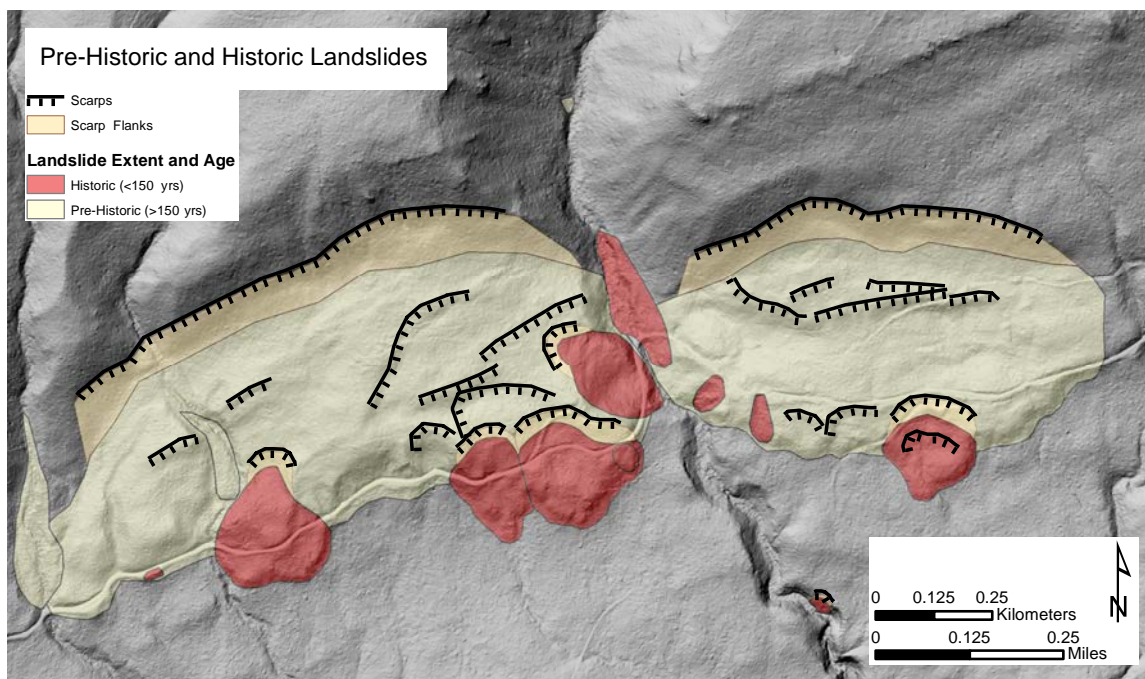 Pre-Historic and Historic Landslides
Scarps
Scarp Flanks
Landslide Extent and Age
Historic (<150 yrs)
Pre-Historic (>150 yrs)
N
0 0.125 0.25
Kilometers
0 0.125 0.25
Miles